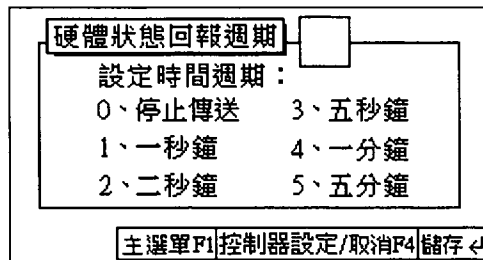 硬體狀態回報週期
設定時間週期：
0、停止傳送 3、五秒鐘
1、一秒鐘 4、一分鐘
2、二秒鐘 5、五分鐘
主選單F1 控制器設定/取消F4 儲存↵